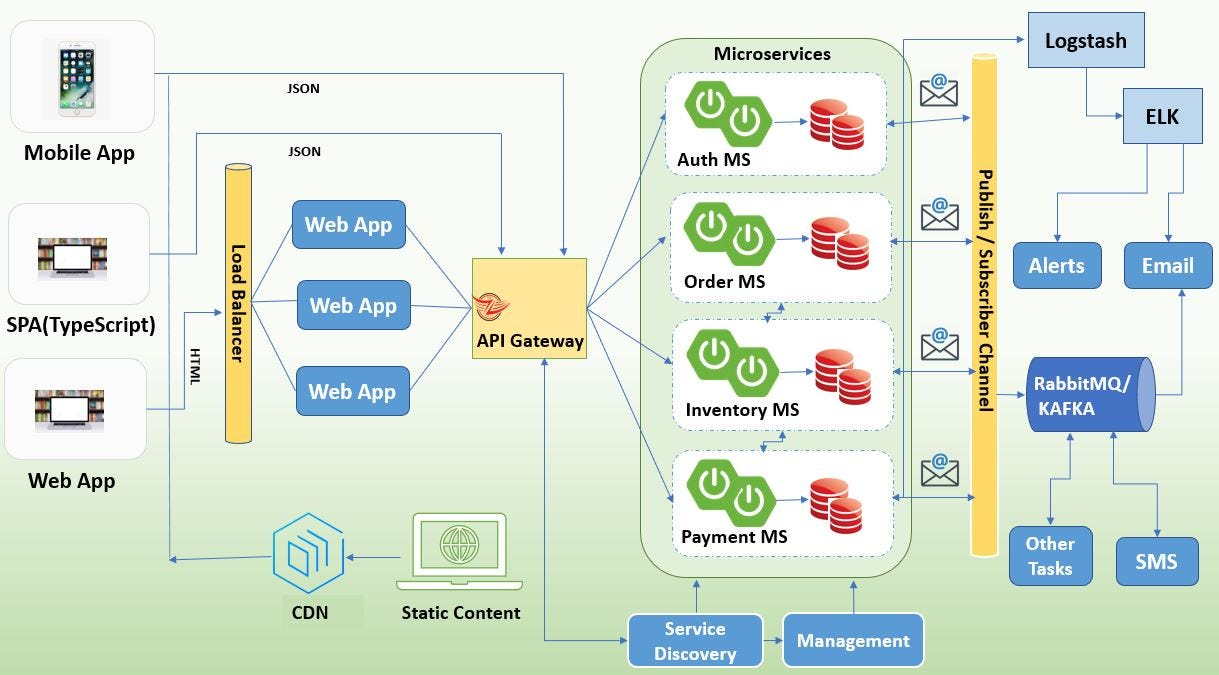 Mobile App
JSON
JSON
SPA(TypeScript)
HTML
Web App
Load Balancer
Web App
Web App
Web App
API Gateway
CDN
Static Content
Microservices
Auth MS
Order MS
Inventory MS
Payment MS
Service
Discovery
Management
Publish / Subscriber Channel
Logstash
ELK
Alerts
Email
RabbitMQ/
KAFKA
Other
Tasks
SMS